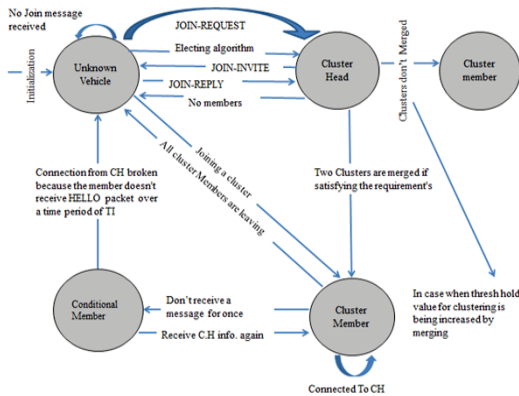 No Join message
received
JOIN-REQUEST
Initialization
Unknown
Vehicle
Electing algorithm
JOIN-INVITE
JOIN-REPLY
No members
Cluster
Head
Clusters don't Merged
Cluster
member
Connection from CH broken
because the member doesn't
receive HELLO packet over
a time period of TI
Joining a cluster
All cluster Members are leaving
Two Clusters are merged if
satisfying the requirement's
Conditional
Member
Don't receive a
message for once
Receive C.H info. again
Cluster
Member
In case when thresh hold
value for clustering is
being increased by
merging
Connected To CH